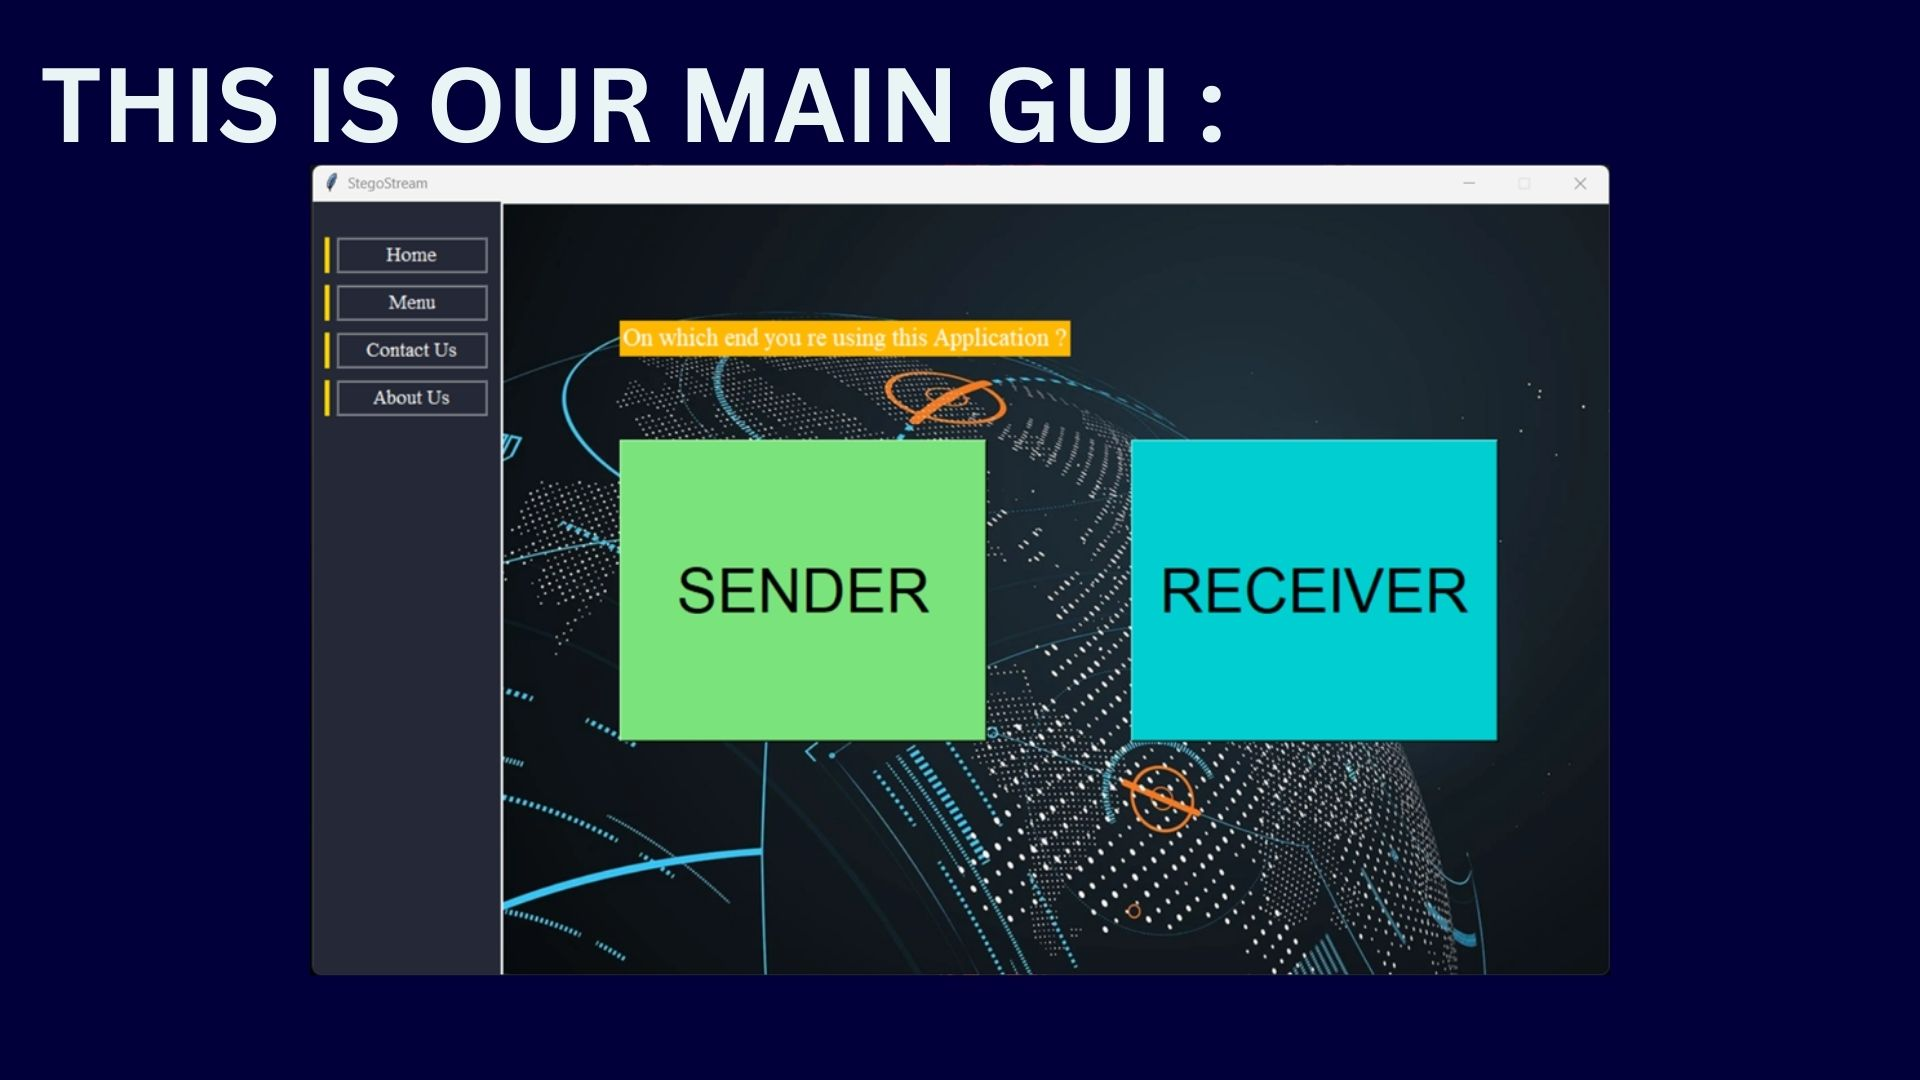 THIS IS OUR MAIN GUI :
StegoStream
Home
Menu
Contact Us
About Us
On which end you re using this Application ?
SENDER
RECEIVER